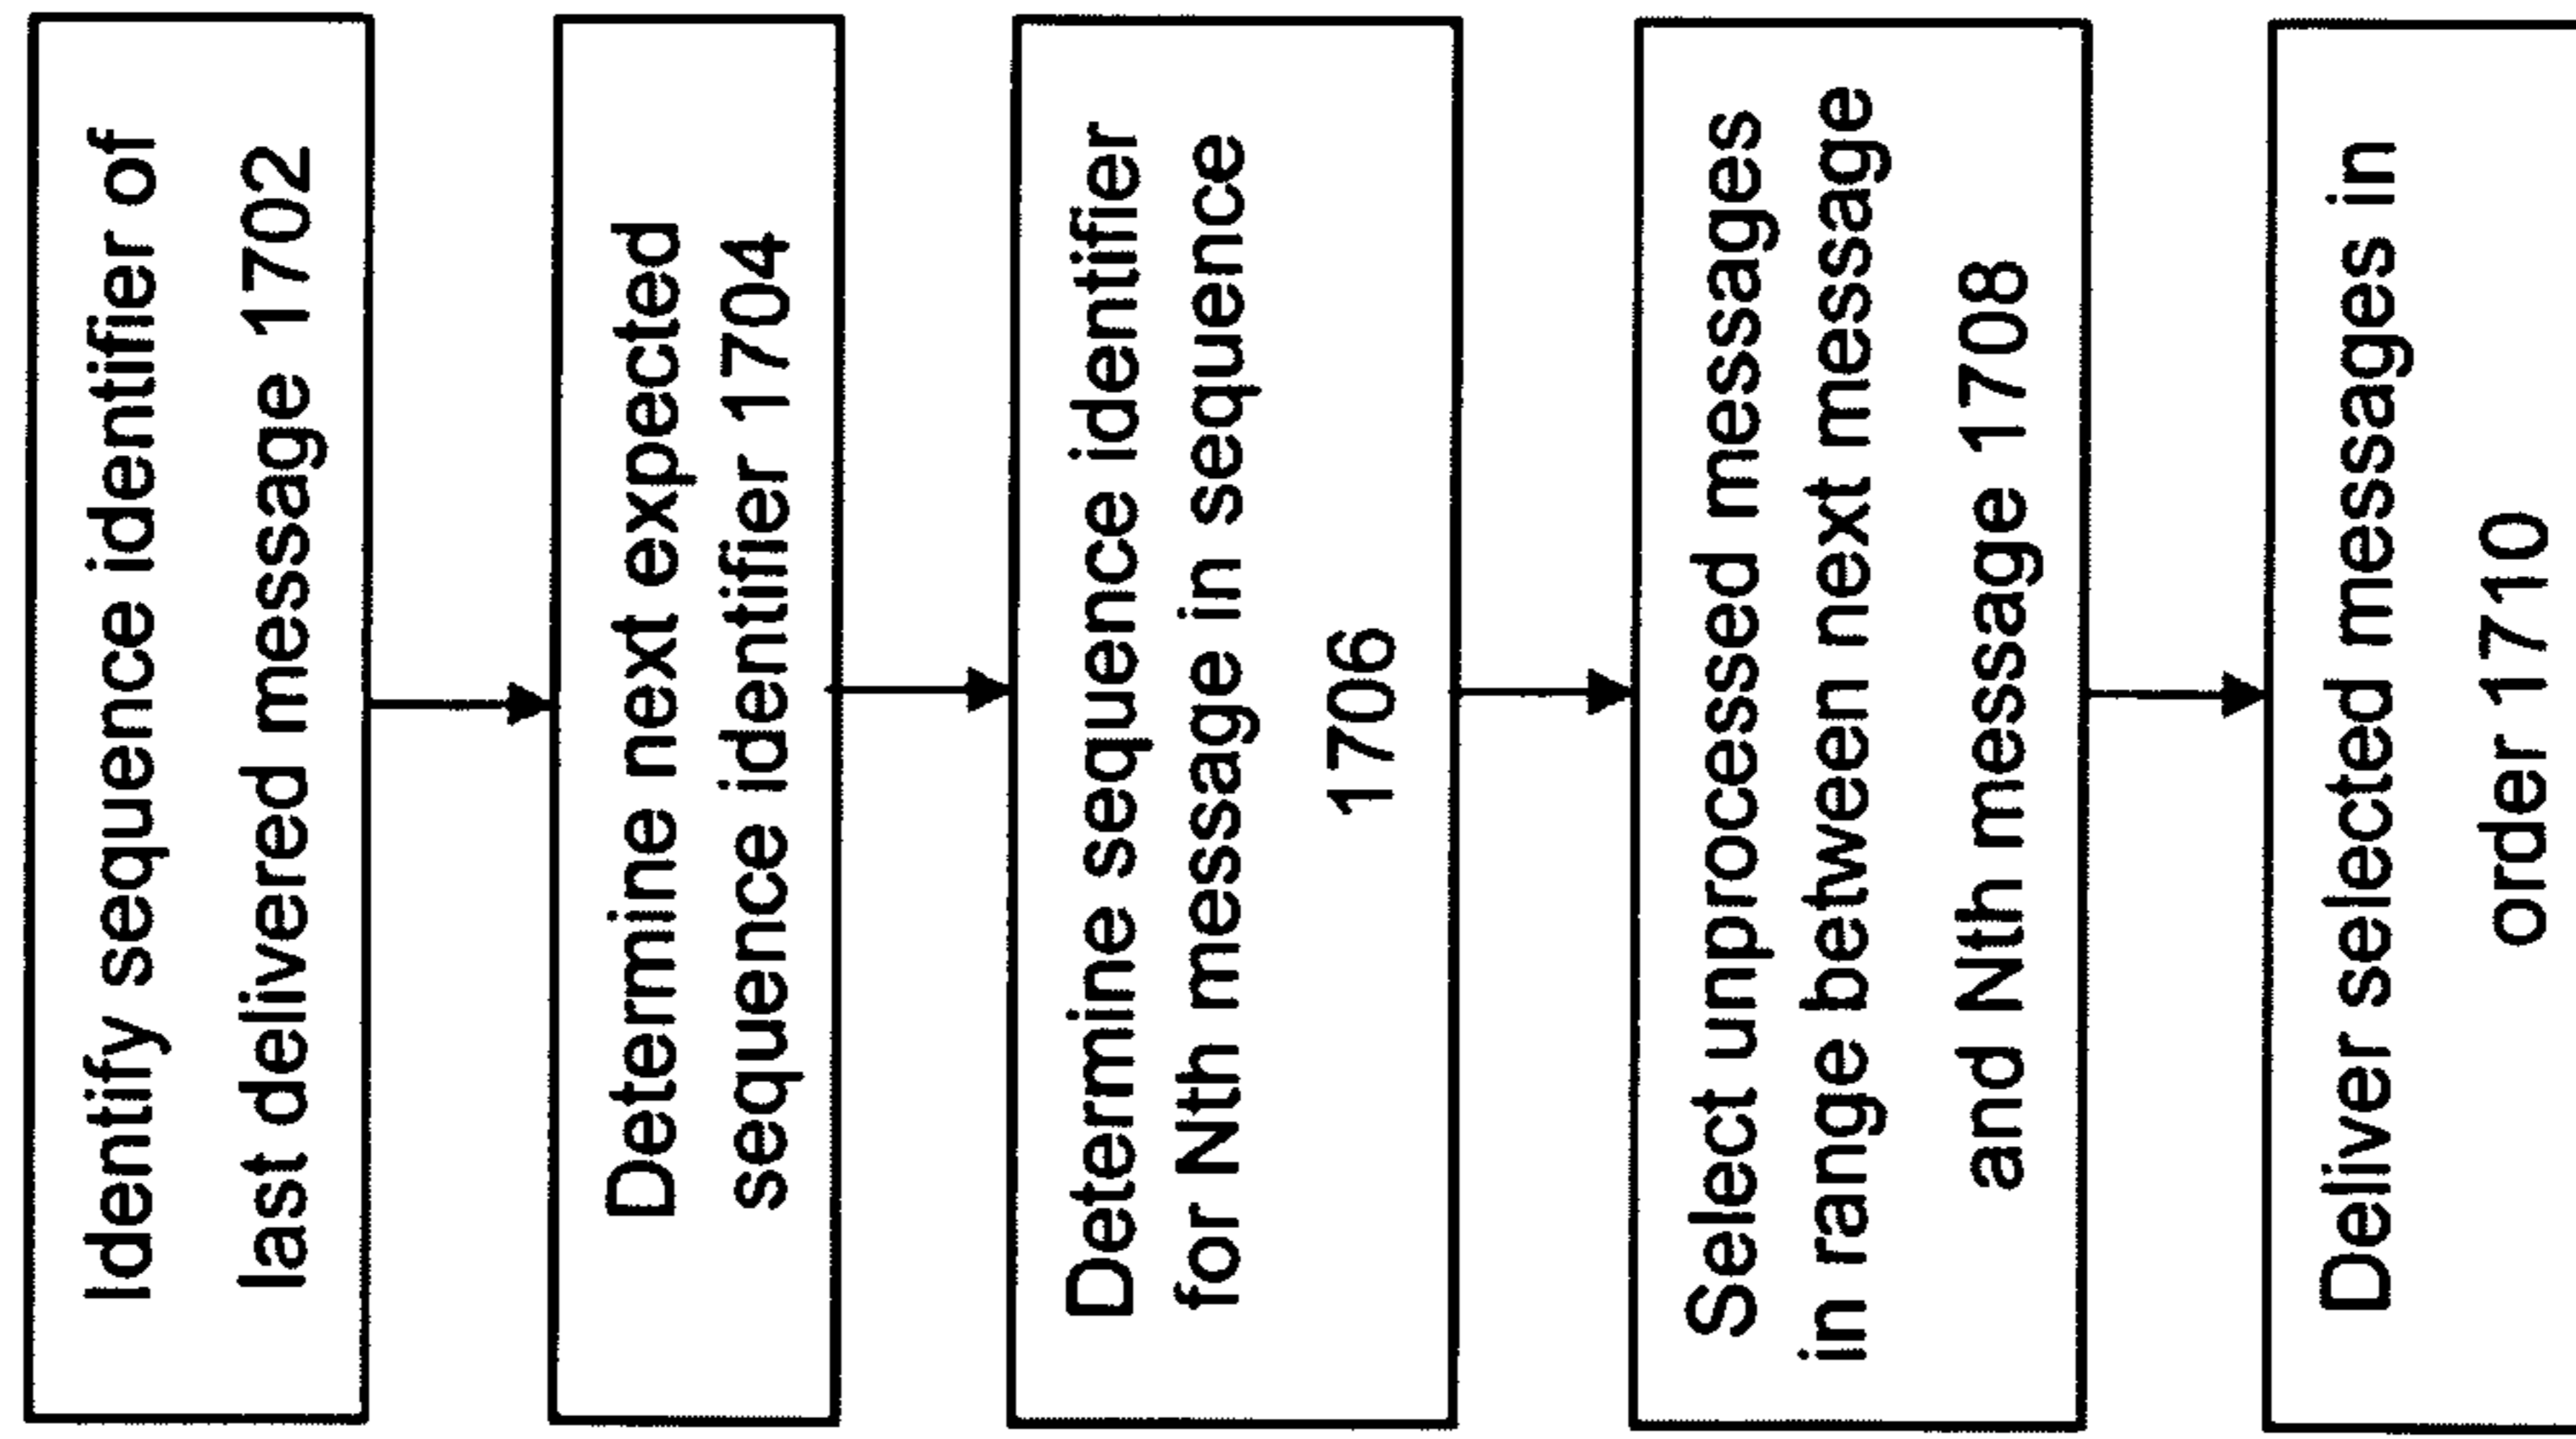 Identify sequence identifier of
last delivered message 1702
Determine next expected
sequence identifier 1704
Determine sequence identifier
for Nth message in sequence
1706
Select unprocessed messages
in range between next message
and Nth message 1708
Deliver selected messages in
order 1710